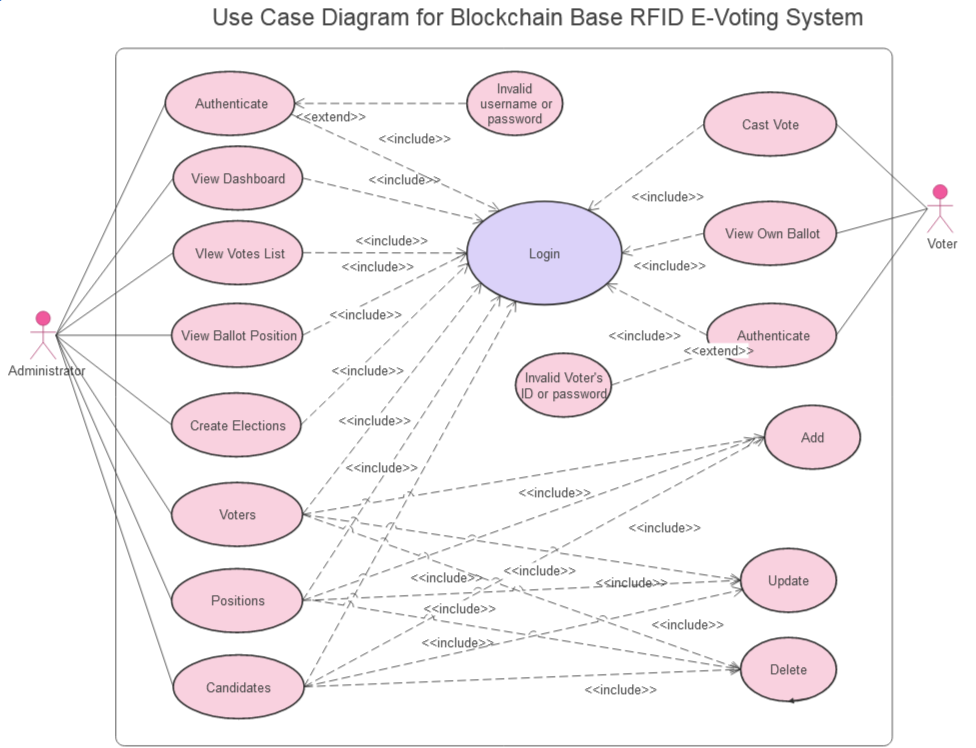 Use Case Diagram for Blockchain Base RFID E-Voting System
Authenticate
Invalid
username or
password
<<extend>>
Cast Vote
<<include>>
View Dashboard
<<include>>
<<include>>
VIew Votes List
<<include>>
Login
View Own Ballot
Voter
<<include>>
<<include>>
View Ballot Position
<<include>>
Authenticate
<<include>>
<<extend>>
Administrator
<<include>>
Invalid Voter's
ID or password
Create Elections
<<include>>
Add
<<include>>
<<include>>
Voters
<<include>>
<<include>>
<<include>>
<<include>>
Update
Positions
<<include>>
<<include>>
<<include>>
Delete
Candidates
<<include>>